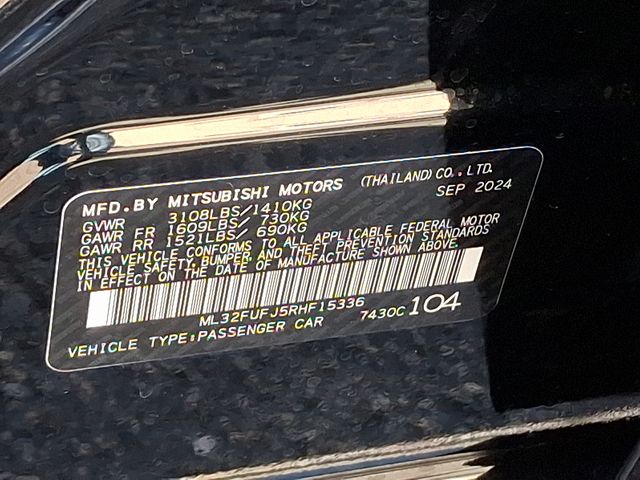 MFD.BY MITSUBISHI MOTORS (THAILAND)CO.,LTD.
SEP 2024
GVWR 3108LBS/1410KG
GAWR FR 1609LBS/ 730KG
GAWR RR 1521LBS/ 690KG
THIS VEHICLE CONFORMS TO ALL APPLICABLE FEDERAL MOTOR
VEHICLE SAFETY,BUMPER,AND THEFT PREVENTION STANDARDS
IN EFFECT ON THE DATE OF MANUFACTURE SHOWN ABOVE.
ML32FUFJ5RHF15336
7430C 104
VEHICLE TYPE:PASSENGER CAR